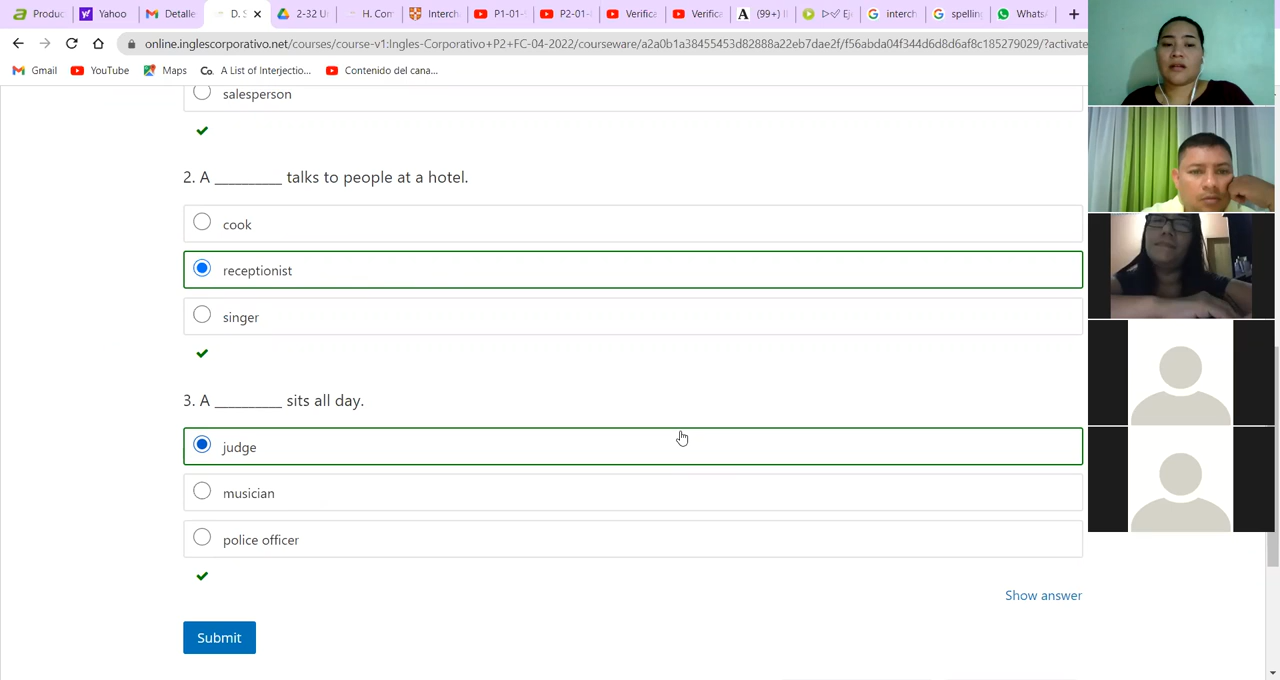 Produc
Yahoo
Detalle
D. S
2-32 U
H. Com
Interch
P1-01-
P2-01-
Verifica
Verifica
(99+)
interch
spelling
Whats
online.inglescorporativo.net/courses/course-v1:Ingles-Corporativo+P2+FC-04-2022/courseware/a2a0b1a38455453d82888a22eb7dae2f/f56abda04f344d6d8d6af8c185279029/?activate
Gmail
YouTube
Maps
A List of Interjectio...
Contenido del cana...
salesperson
2. A __________ talks to people at a hotel.
cook
receptionist
singer
3. A __________ sits all day.
judge
musician
police officer
Show answer
Submit